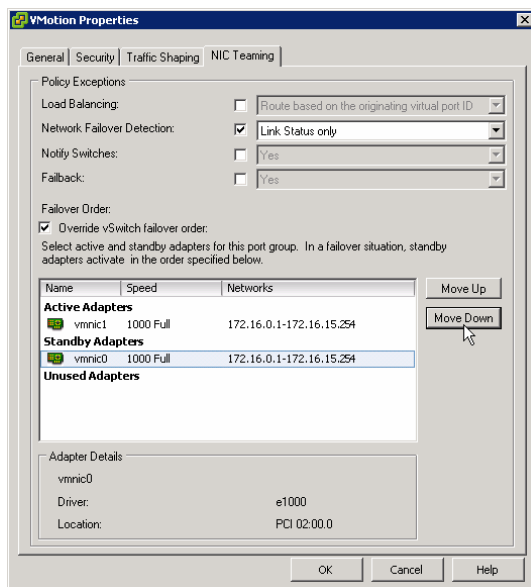 VMotion Properties
General Security Traffic Shaping NIC Teaming
Policy Exceptions
Load Balancing: Route based on the originating virtual port ID
Network Failover Detection: Link Status only
Notify Switches: Yes
Failback: Yes
Failover Order:
Override vSwitch failover order:
Select active and standby adapters for this port group. In a failover situation, standby
adapters activate in the order specified below.
Name Speed Networks
Move Up
Active Adapters
vmnic1 1000 Full 172.16.0.1-172.16.15.254
Move Down
Standby Adapters
vmnic0 1000 Full 172.16.0.1-172.16.15.254
Unused Adapters
Adapter Details
vmnic0
Driver: e1000
Location: PCI 02:00.0
OK Cancel Help